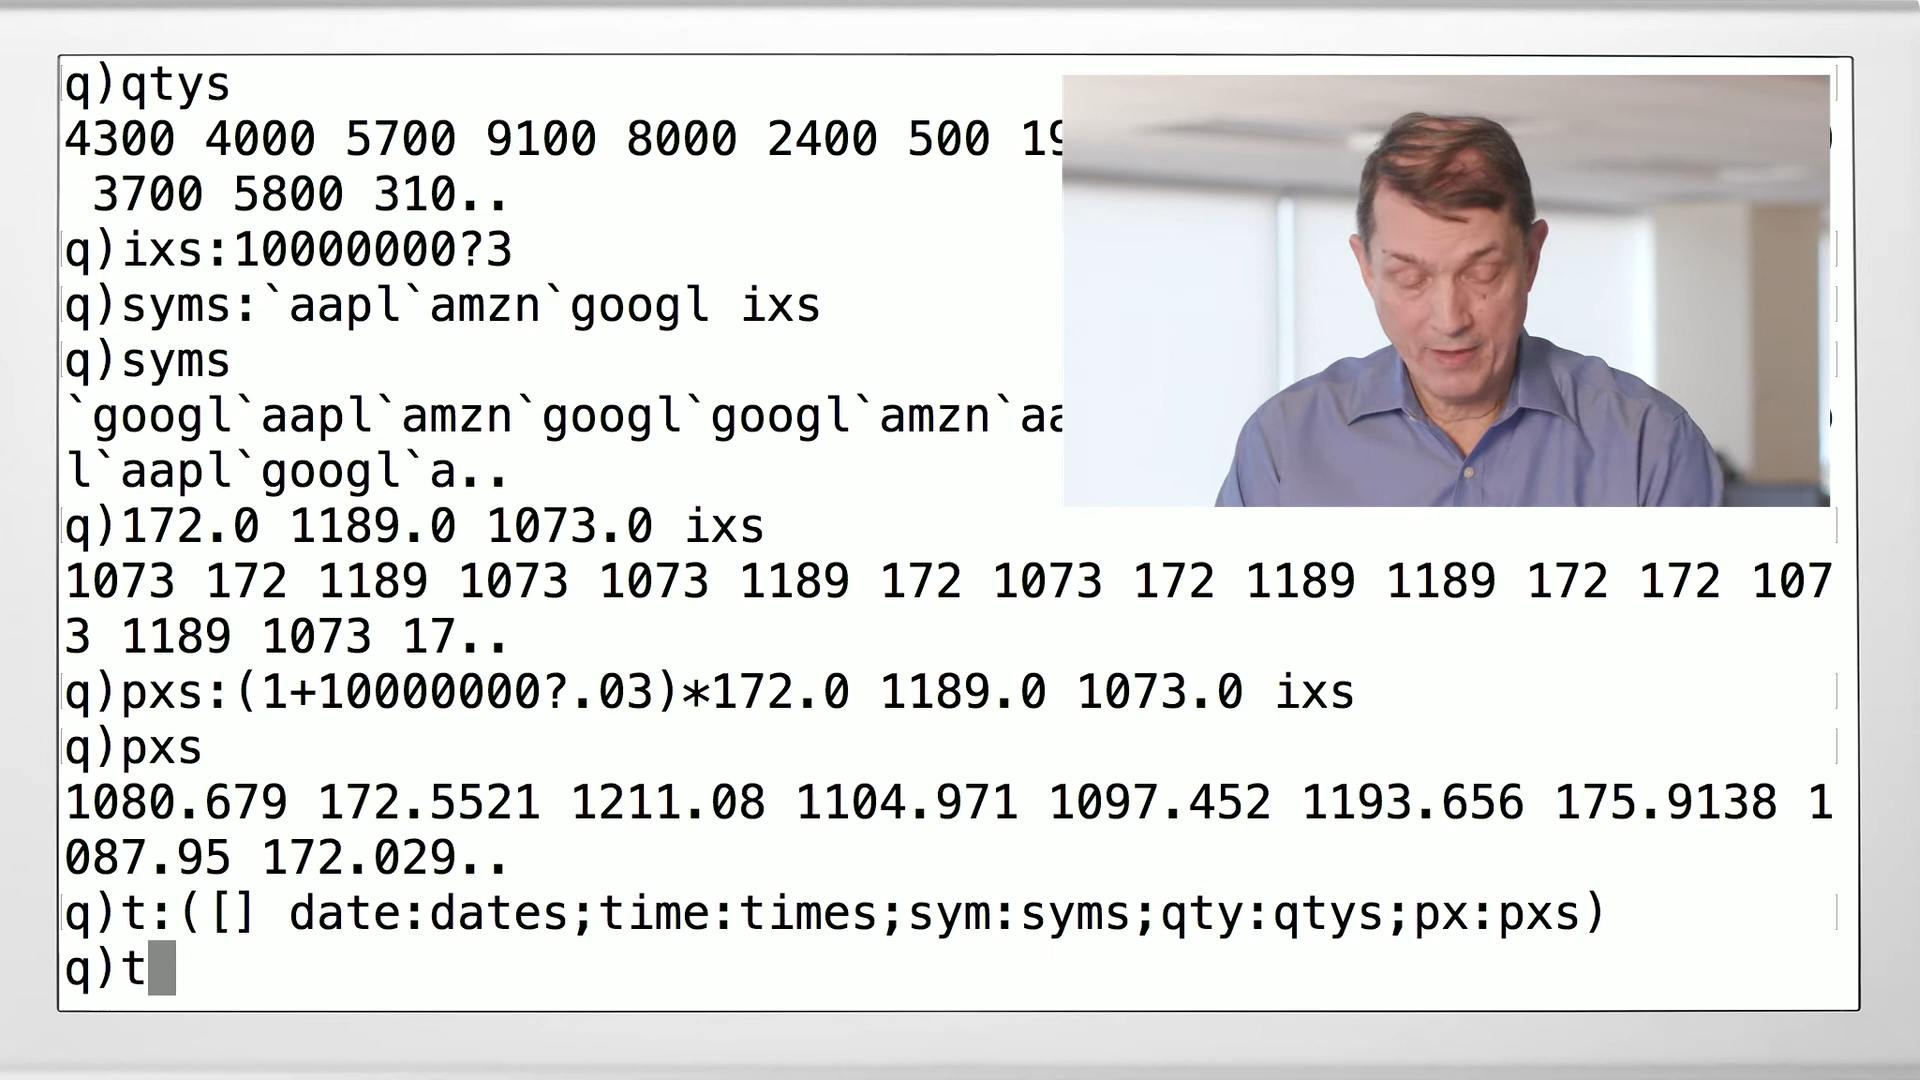 q)qtys
4300 4000 5700 9100 8000 2400 500 19
 3700 5800 310..
q)ixs:10000000?3
q)syms:`aapl`amzn`googl ixs
q)syms
`googl`aapl`amzn`googl`googl`amzn`aa
l`aapl`googl`a..
q)172.0 1189.0 1073.0 ixs
1073 172 1189 1073 1073 1189 172 1073 172 1189 1189 172 172 107
3 1189 1073 17..
q)pxs:(1+10000000?.03)*172.0 1189.0 1073.0 ixs
q)pxs
1080.679 172.5521 1211.08 1104.971 1097.452 1193.656 175.9138 1
087.95 172.029..
q)t:([] date:dates;time:times;sym:syms;qty:qtys;px:pxs)
q)t